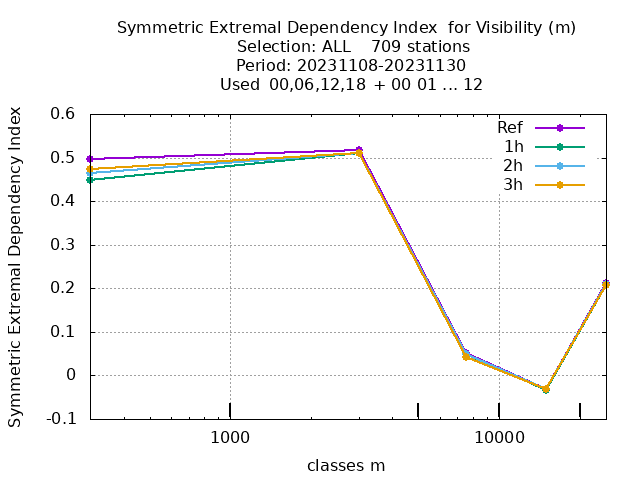 Symmetric Extremal Dependency Index  for Visibility (m)
Selection: ALL    709 stations
Period: 20231108-20231130
Used  00,06,12,18  + 00 01 ... 12
Symmetric Extremal Dependency Index
0.6
0.5
0.4
0.3
0.2
0.1
0
-0.1
Ref
1h
2h
3h
1000
10000
classes m